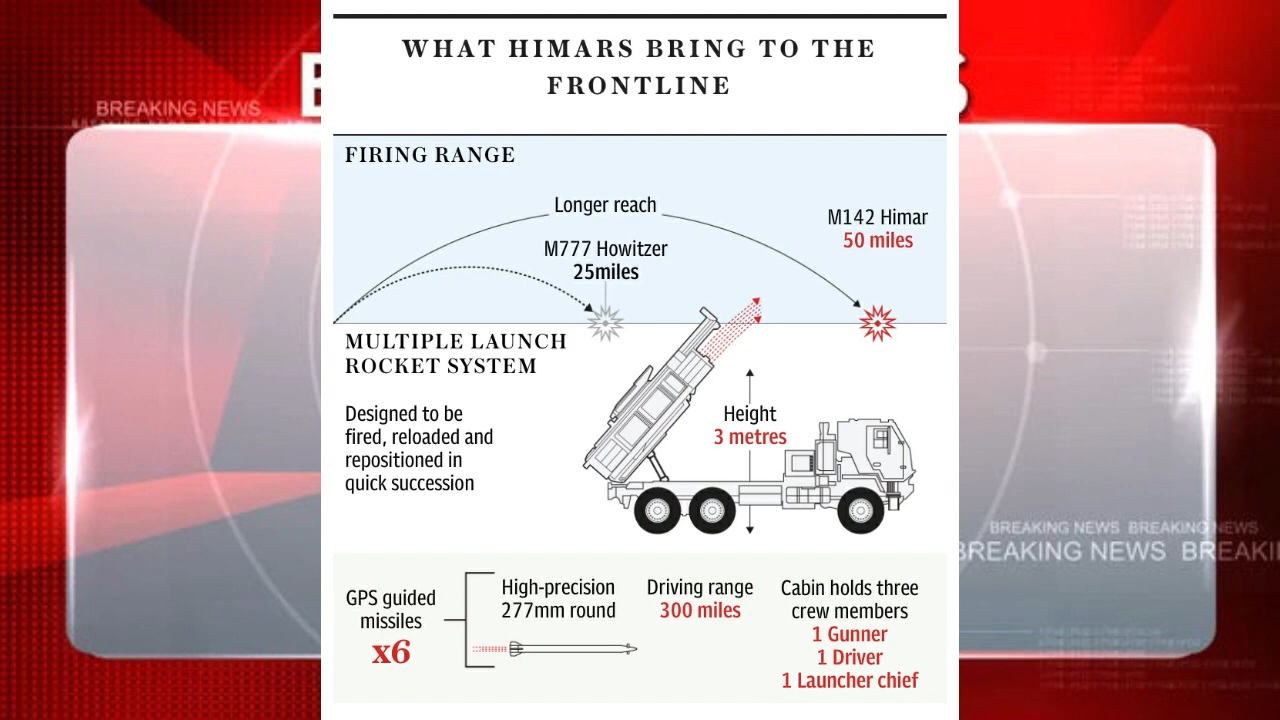 WHAT HIMARS BRING TO THE
FRONTLINE
BREAKING NEWS
FIRING RANGE
Longer reach
M142 Himar
50 miles
M777 Howitzer
25miles
MULTIPLE LAUNCH
ROCKET SYSTEM
Designed to be
fired, reloaded and
repositioned in
quick succession
Height
3 metres
BREAKING NEWS BREAKING NEWS
BREAKING NEWS BREAKI
GPS guided
missiles
x6
High-precision
277mm round
Driving range
300 miles
Cabin holds three
crew members
1 Gunner
1 Driver
1 Launcher chief